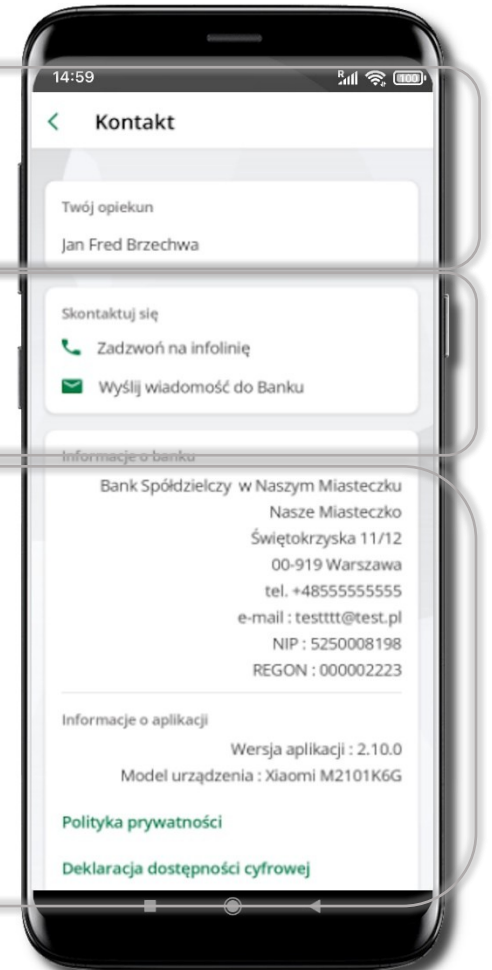 14:59
R
100
Kontakt
Twój opiekun
Jan Fred Brzechwa
Skontaktuj się
Zadzwoń na infolinię
Wyślij wiadomość do Banku
Informacje o banku
Bank Spółdzielczy w Naszym Miasteczku
Nasze Miasteczko
Świętokrzyska 11/12
00-919 Warszawa
tel. +48555555555
e-mail : testttt@test.pl
NIP : 5250008198
REGON : 000002223
Informacje o aplikacji
Wersja aplikacji : 2.10.0
Model urządzenia : Xiaomi M2101K6G
Polityka prywatności
Deklaracja dostępności cyfrowej